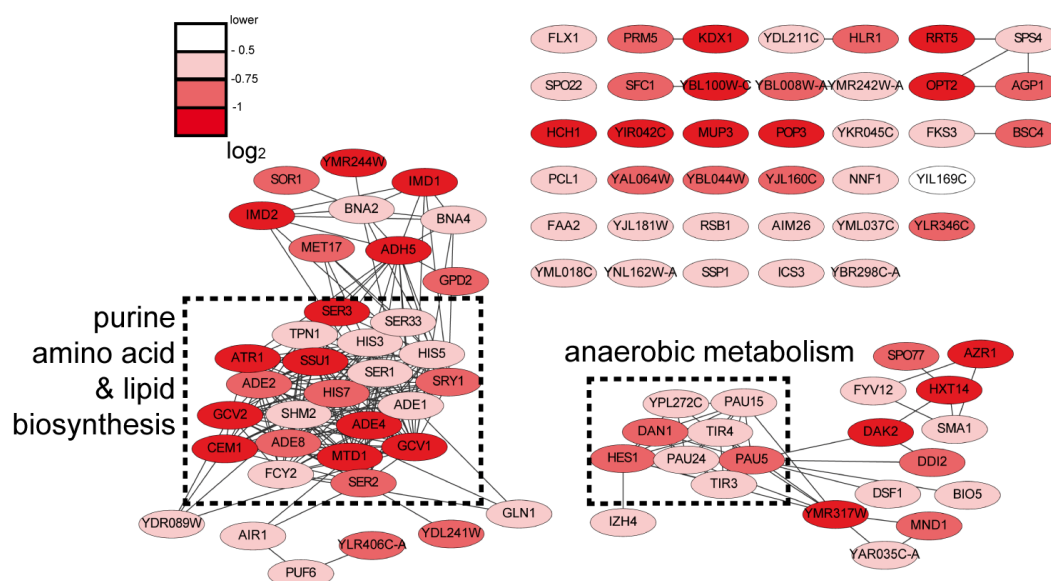 lower
- 0.5
-0.75
-1
log2
FLX1 PRM5 KDX1 YDL211C HLR1 RRT5 SPS4
SPO22 SFC1 YBL100W-C YBL008W-A YMR242W-A OPT2 AGP1
HCH1 YIR042C MUP3 POP3 YKR045C FKS3 BSC4
PCL1 YAL064W YBL044W YJL160C NNF1 YIL169C
FAA2 YJL181W RSB1 AIM26 YML037C YLR346C
YML018C YNL162W-A SSP1 ICS3 YBR298C-A
YMR244W
SOR1 IMD1
BNA2
IMD2 BNA4
MET17 ADH5
GPD2
purine
amino acid
& lipid
biosynthesis
SER3
SER33
TPN1
HIS3
ATR1 SSU1 HIS5
SER1
ADE2 HIS7 SRY1
SHM2 ADE1
GCV2
ADE4
CEM1 ADE8 GCV1
MTD1
FCY2
SER2
YDR089W GLN1
AIR1 YDL241W
YLR406C-A
PUF6
anaerobic metabolism
SPO77 AZR1
FYV12 HXT14
YPL272C PAU15
DAN1 TIR4 DAK2 SMA1
HES1 PAU24 PAU5 DDI2
TIR3
DSF1 BIO5
IZH4 YMR317W MND1
YAR035C-A